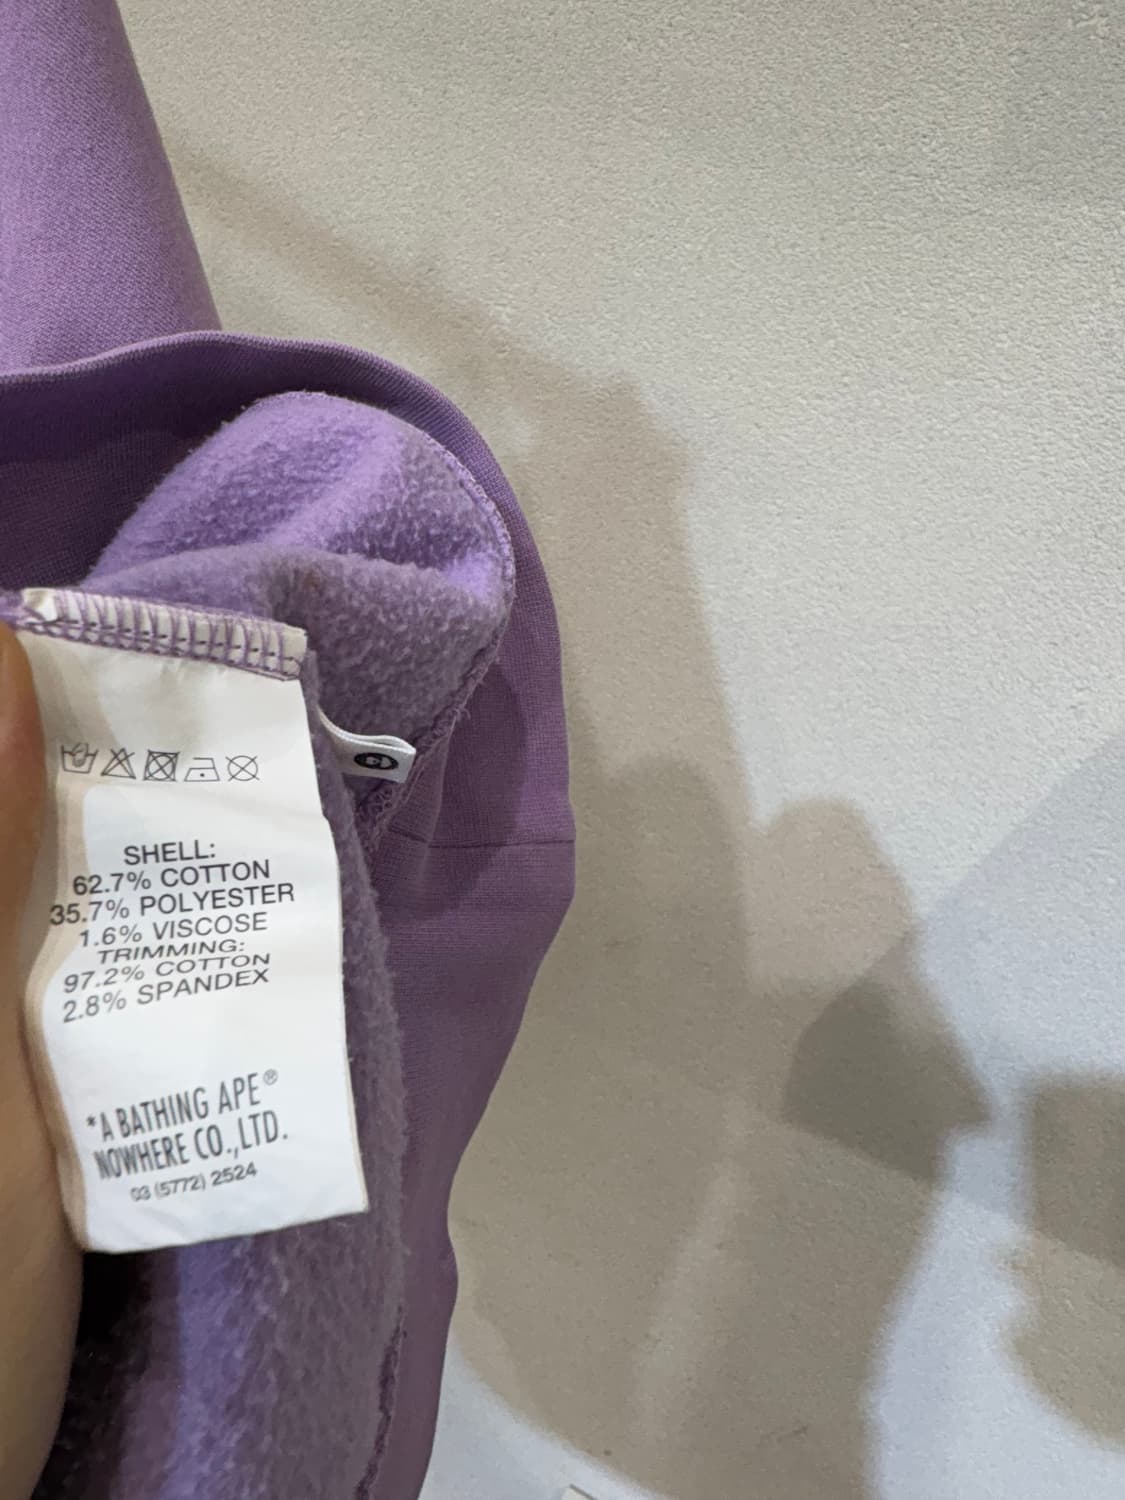 SHELL:
62.7% COTTON
35.7% POLYESTER
1.6% VISCOSE
TRIMMING:
97.2% COTTON
2.8% SPANDEX
*A BATHING APE®
NOWHERE CO.,LTD.
03 (5772) 2524